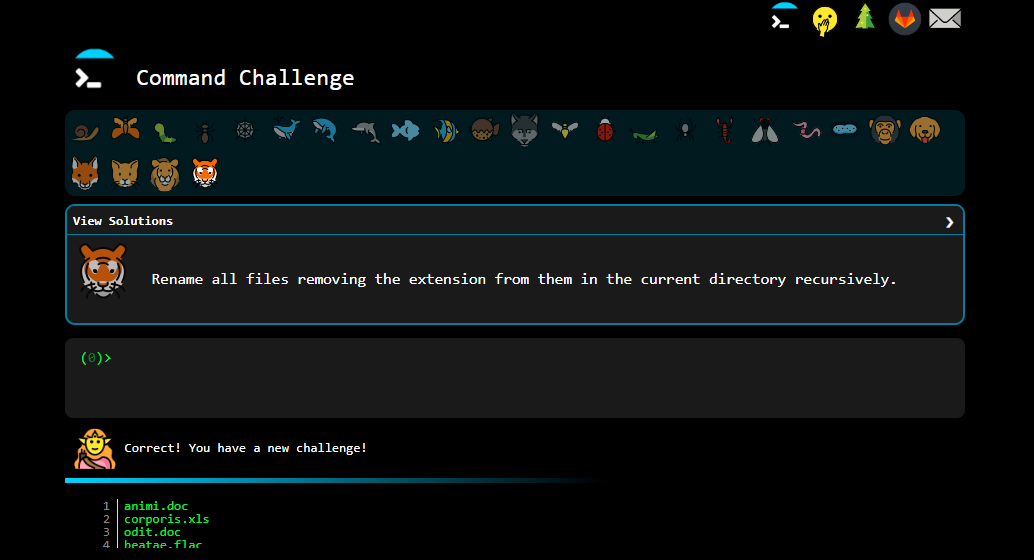 Command Challenge
View Solutions
Rename all files removing the extension from them in the current directory recursively.
(0)>
Correct! You have a new challenge!
1 animi.doc
2 corporis.xls
3 odit.doc
4 beatae.flac